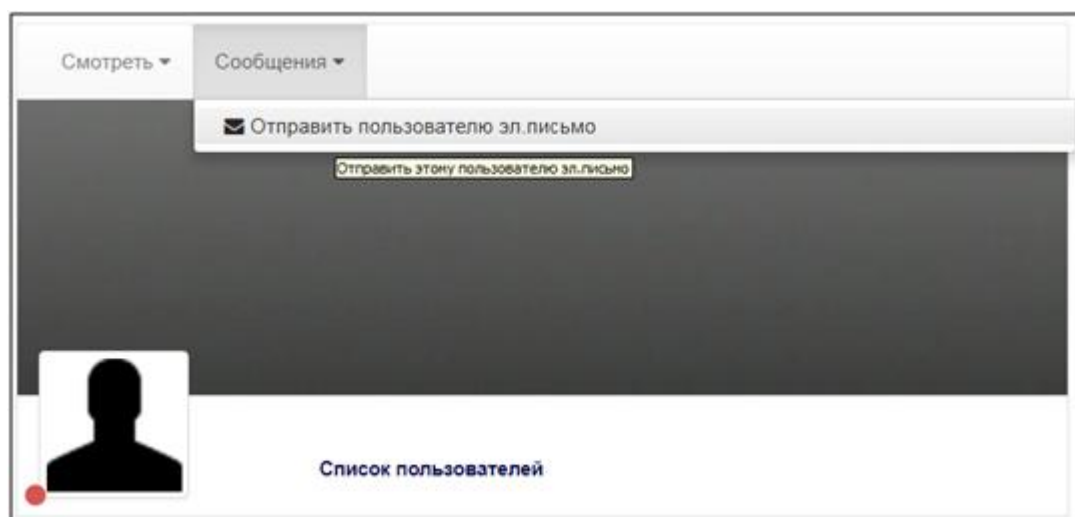 Смотреть Сообщения
Отправить пользователю эл.письмо
Отправить этому пользователю эл.письмо
Список пользователей